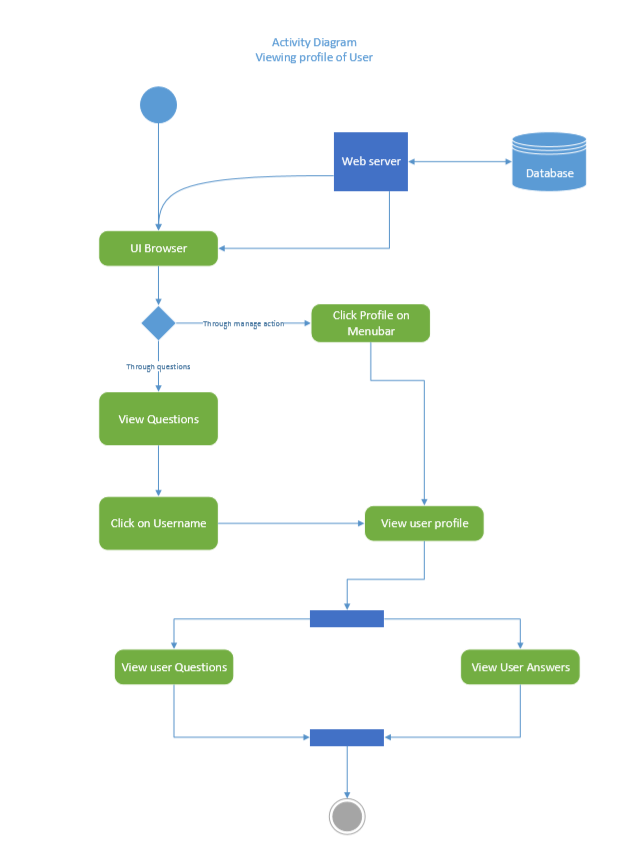 Activity Diagram
Viewing profile of User
Web server
Database
UI Browser
Through manage action
Click Profile on
Menubar
Through questions
View Questions
Click on Username
View user profile
View user Questions
View User Answers